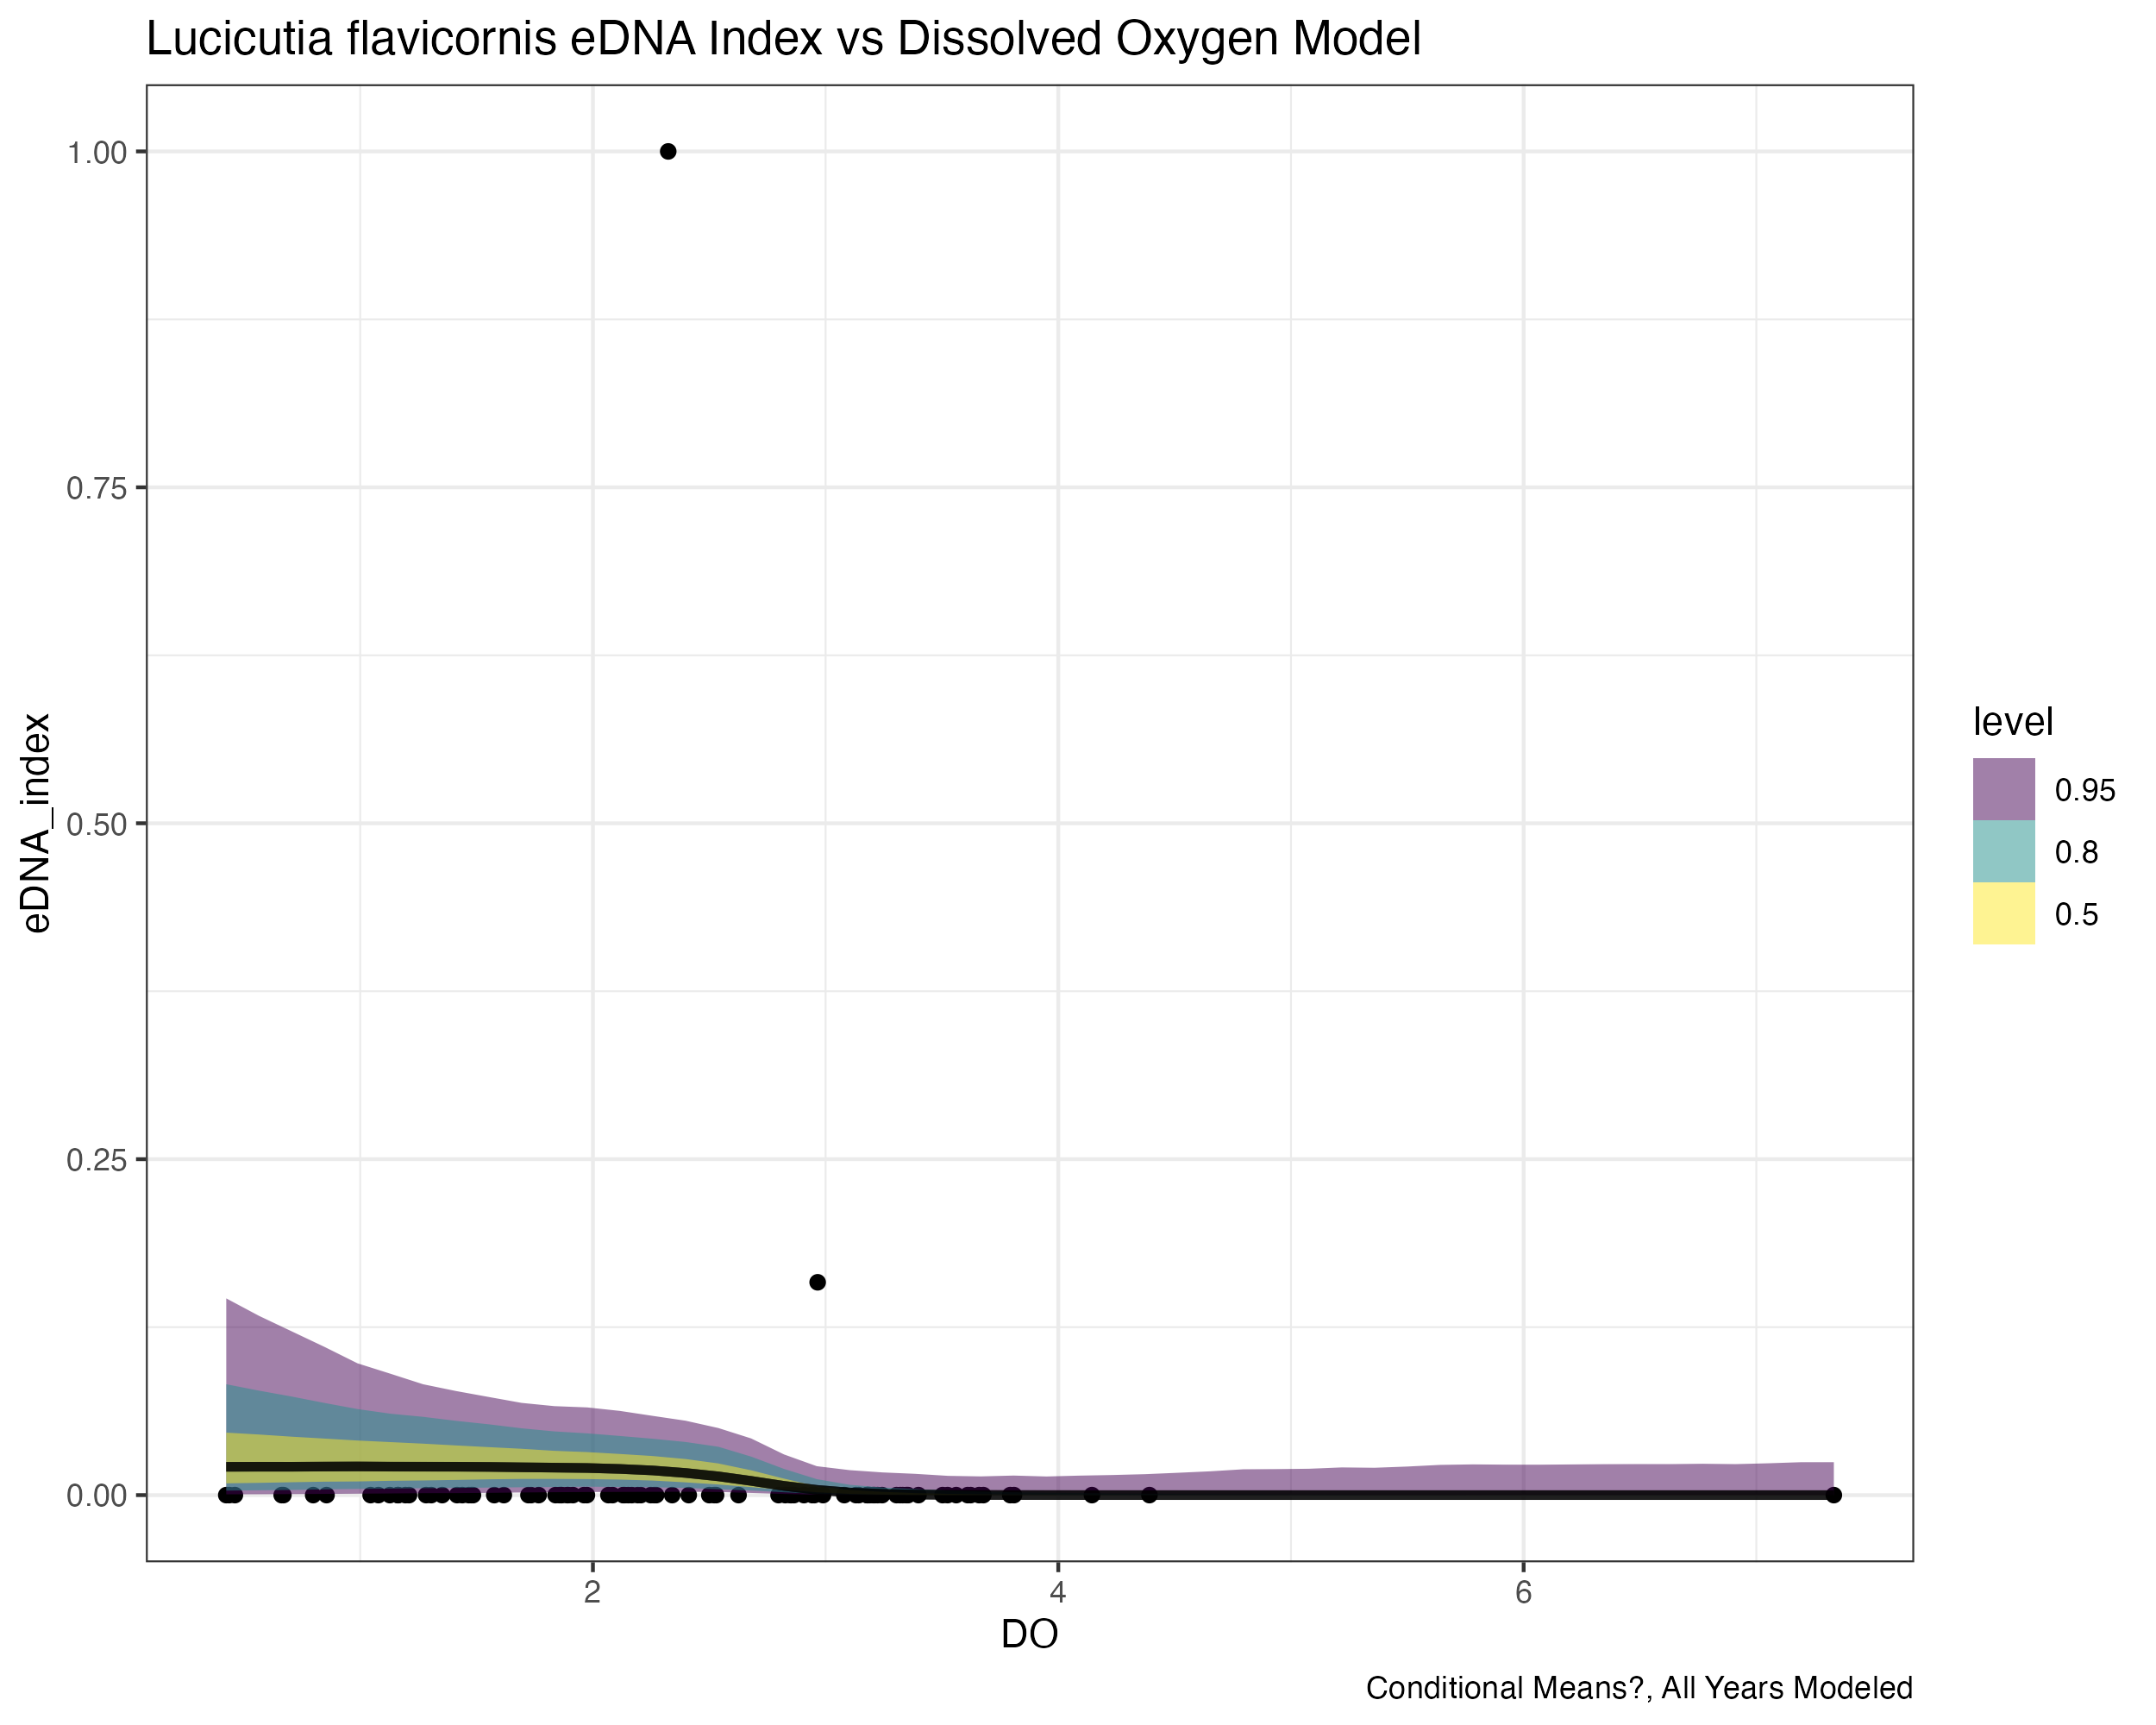 Lucicutia flavicornis eDNA Index vs Dissolved Oxygen Model
1.00
0.75
0.50
0.25
0.00
eDNA_index
2
4
6
DO
level
0.95
0.8
0.5
Conditional Means?, All Years Modeled